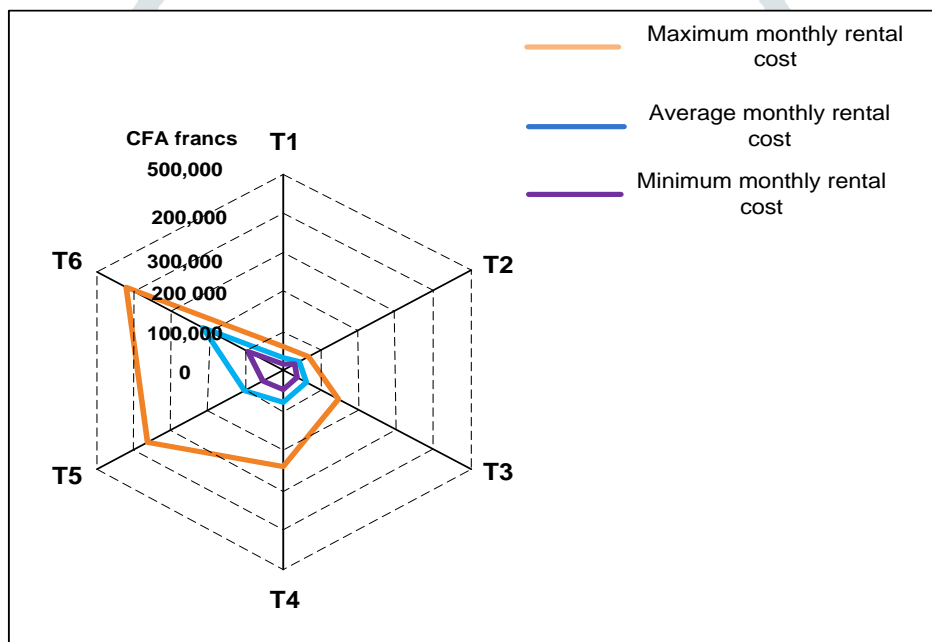 Maximum monthly rental
cost
Average monthly rental
cost
Minimum monthly rental
cost
CFA francs
T1
500,000
200,000
300,000
200,000
100,000
0
T2
T3
T4
T5
T6